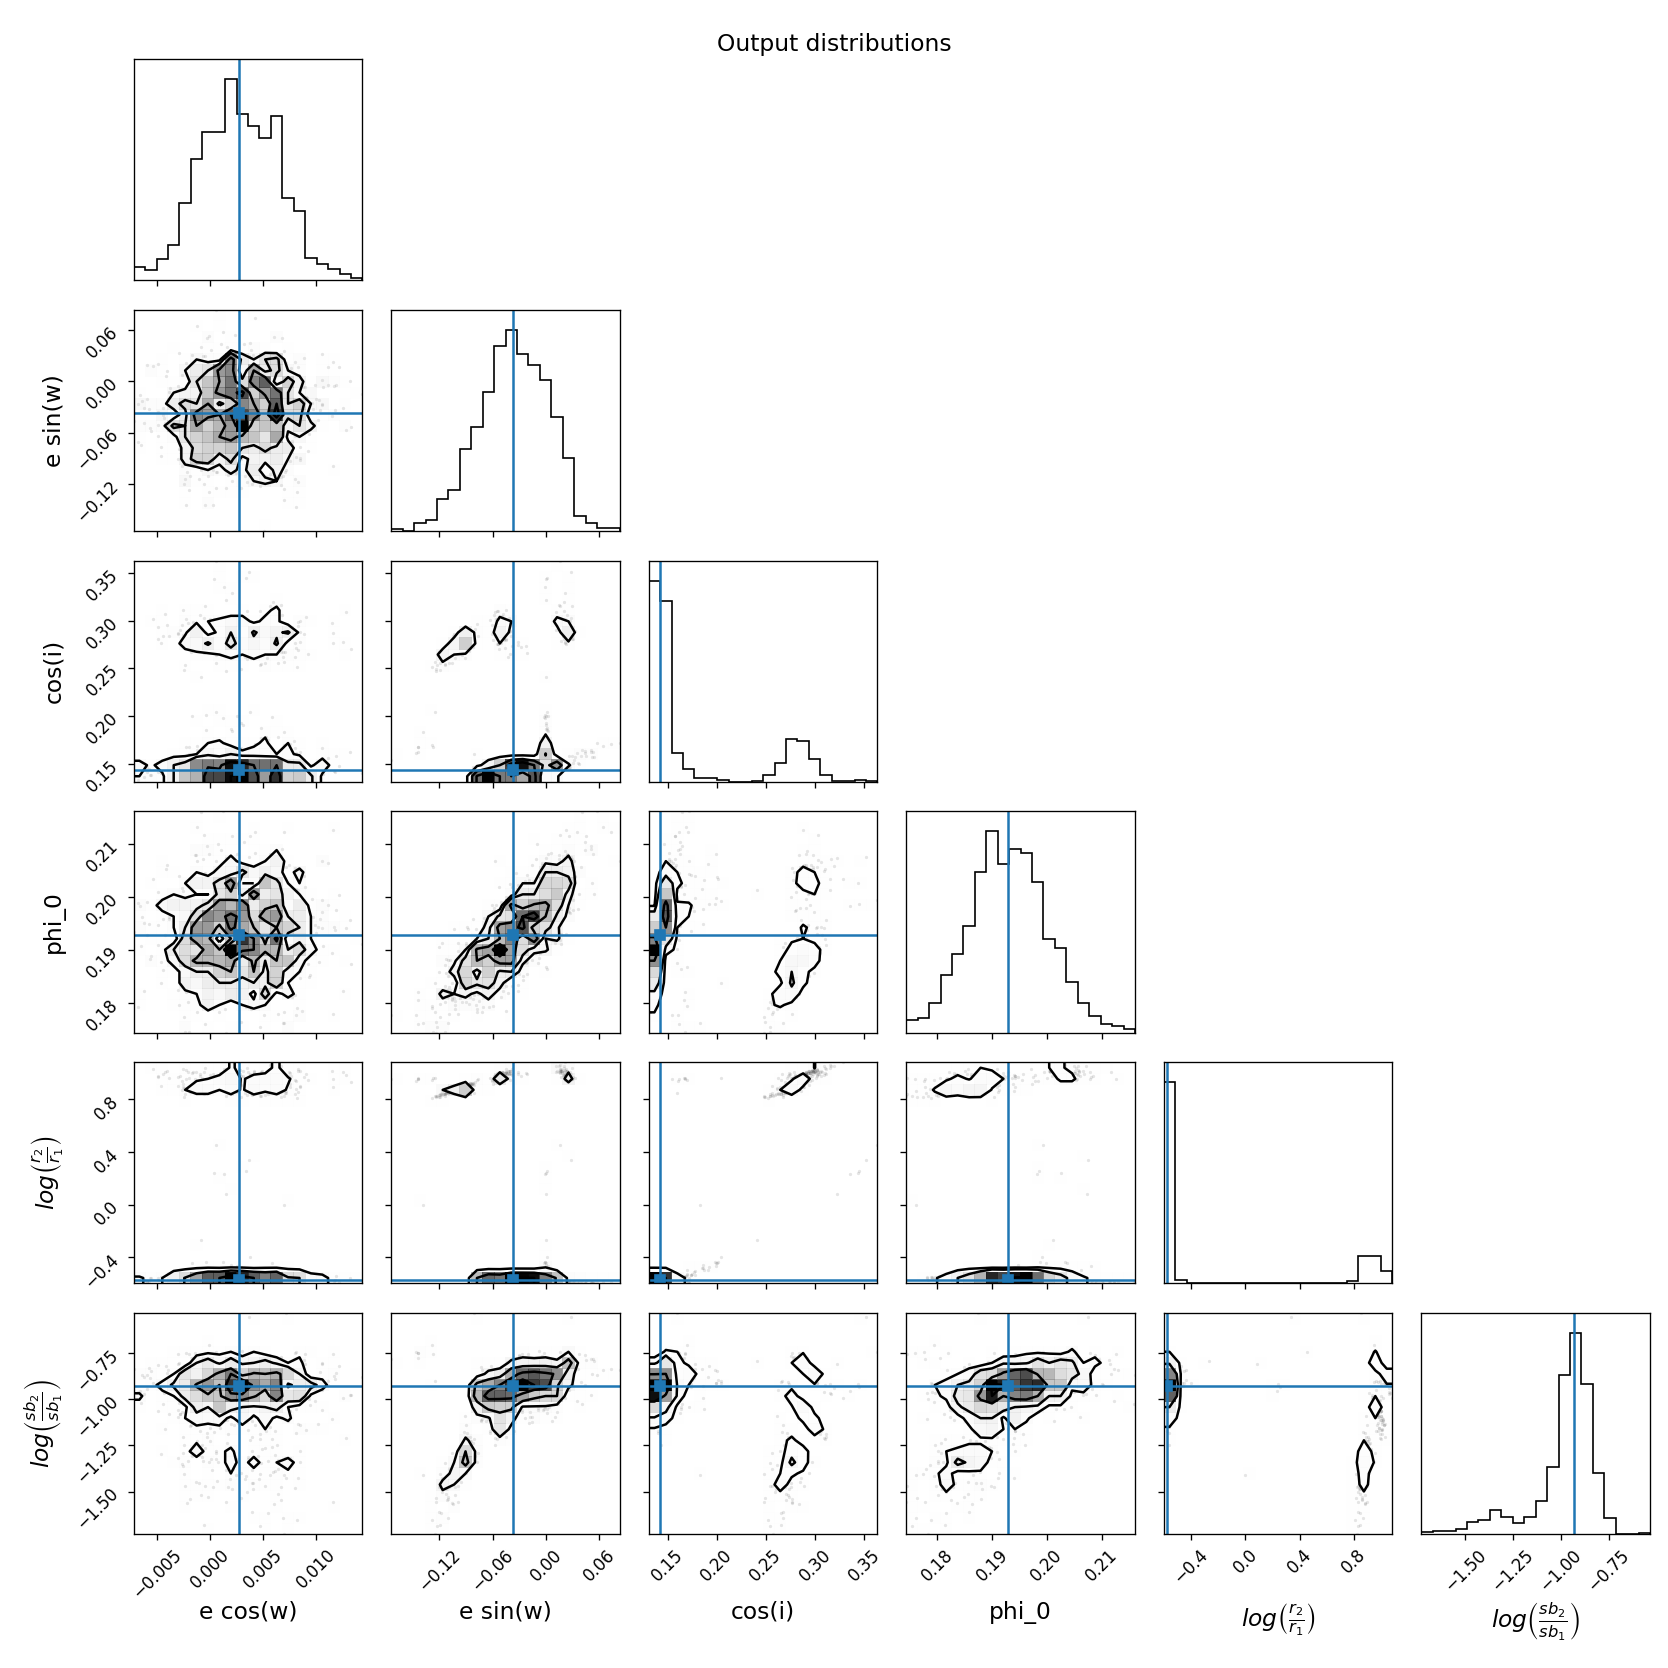 Output distributions
0.06
0.00
−0.06
−0.12
e sin(w)
0.35
0.30
0.25
0.20
0.15
cos(i)
0.21
0.20
0.19
0.18
phi_0
0.8
0.4
0.0
−0.4
log(r2/r1)
−0.75
−1.00
−1.25
−1.50
log(sb2/sb1)
−0.005 0.000 0.005 0.010
−0.12 −0.06 0.00 0.06
0.15 0.20 0.25 0.30 0.35
0.18 0.19 0.20 0.21
−0.4 0.0 0.4 0.8
−1.50 −1.25 −1.00 −0.75
e cos(w)
e sin(w)
cos(i)
phi_0
log(r2/r1)
log(sb2/sb1)